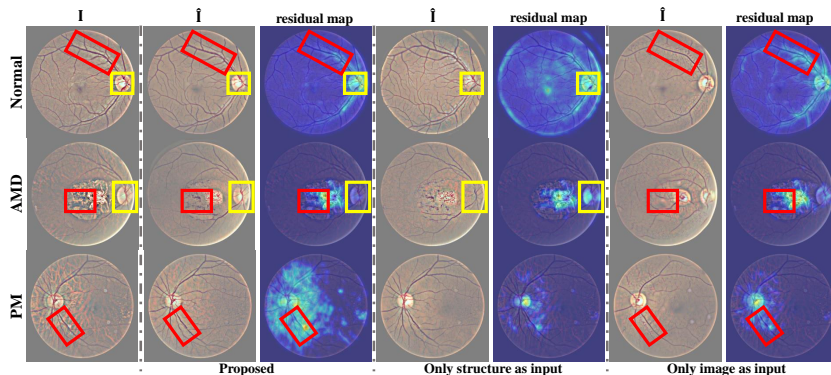 I Î residual map Î residual map Î residual map
Normal
AMD
PM
Proposed Only structure as input Only image as input